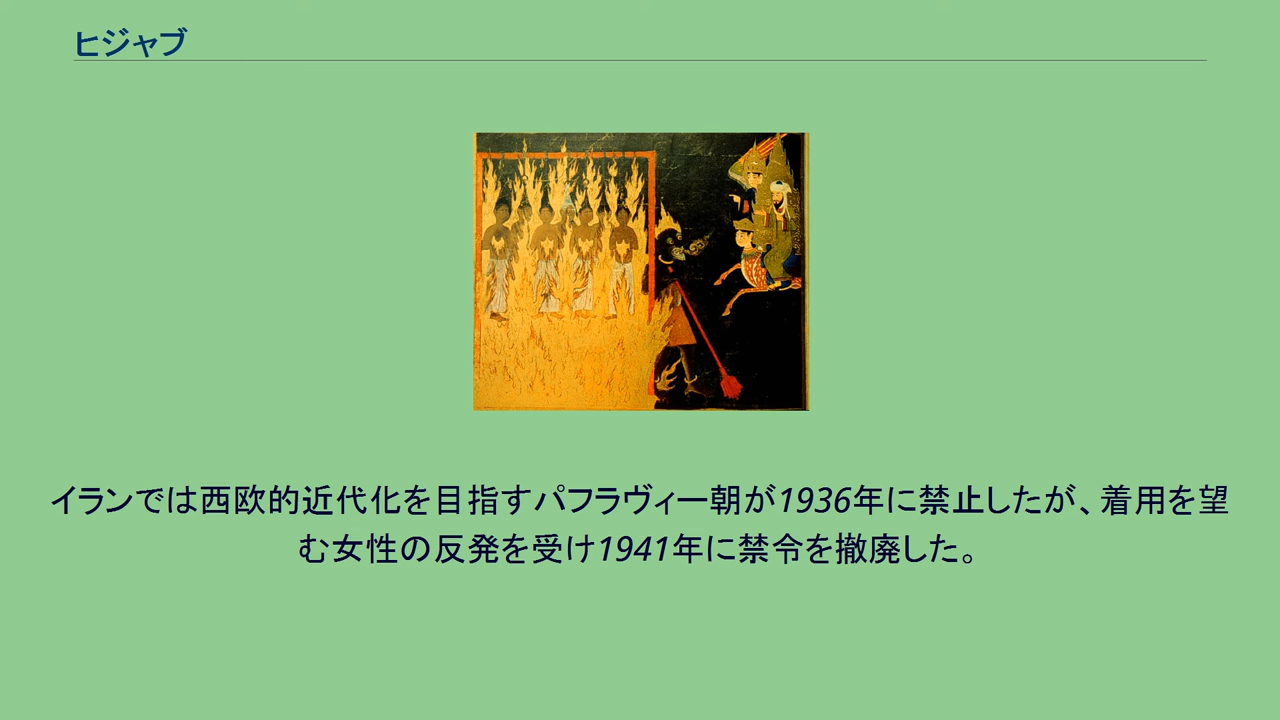 ヒジャブ
イランでは西欧的近代化を目指すパフラヴィー朝が1936年に禁止したが、着用を望
む女性の反発を受け1941年に禁令を撤廃した。